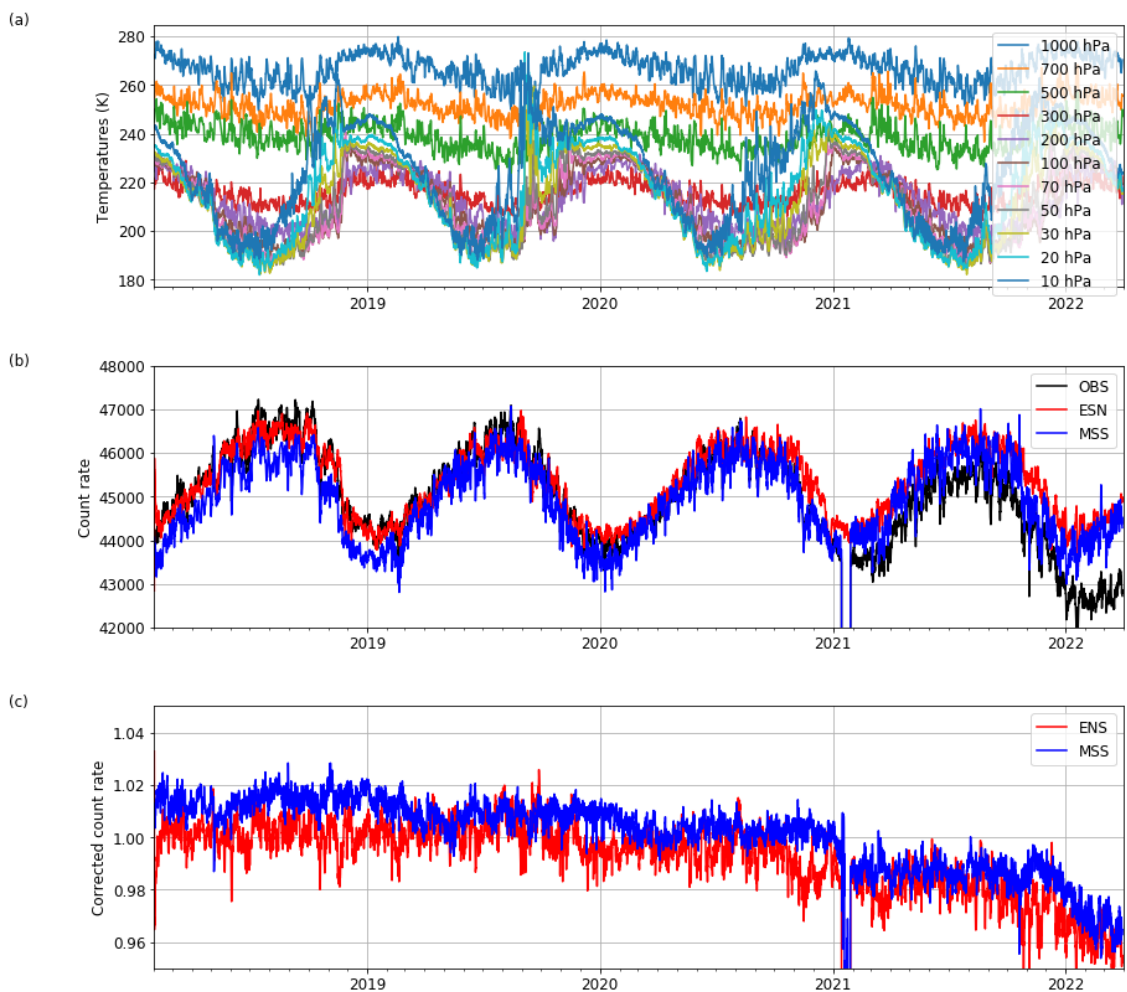 (a)
280
260
240
220
200
180
Temperatures (K)
1000 hPa
700 hPa
500 hPa
300 hPa
200 hPa
100 hPa
70 hPa
50 hPa
30 hPa
20 hPa
10 hPa
2019 2020 2021 2022
(b)
48000
47000
46000
45000
44000
43000
42000
Count rate
OBS
ESN
MSS
2019 2020 2021 2022
(c)
1.04
1.02
1.00
0.98
0.96
Corrected count rate
ENS
MSS
2019 2020 2021 2022